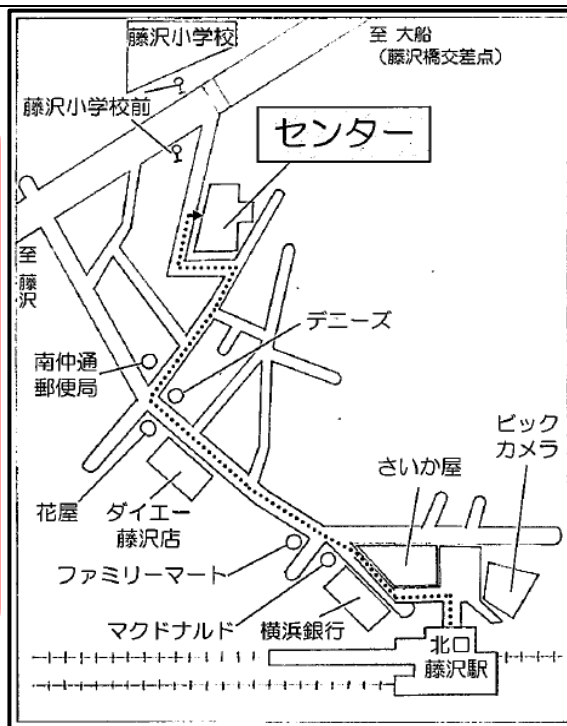 藤沢小学校
至 大船
(藤沢橋交差点)
藤沢小学校前
センター
至
藤
沢
デニーズ
南仲通
郵便局
ビック
カメラ
さいか屋
花屋
ダイエー
藤沢店
ファミリーマート
マクドナルド
横浜銀行
北口
藤沢駅